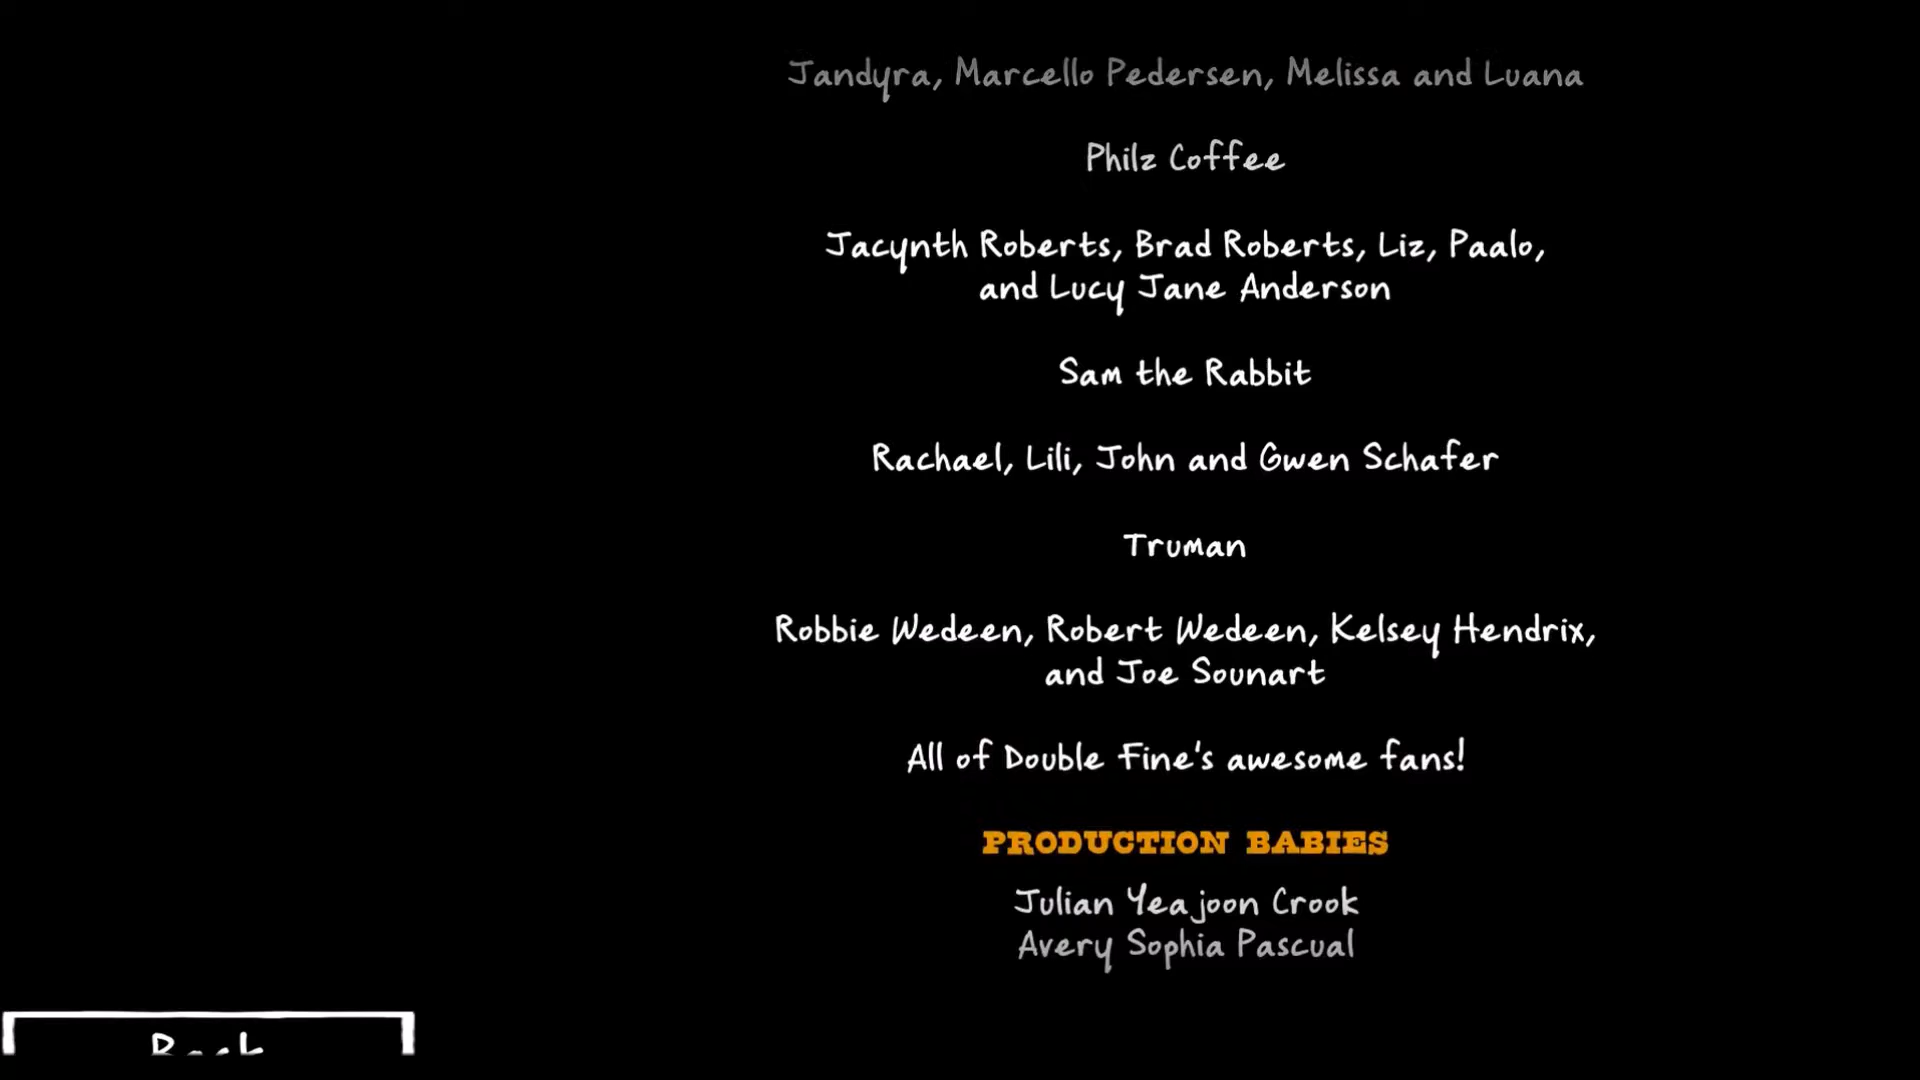 Jandyra, Marcello Pedersen, Melissa and Luana
Philz Coffee
Jacynth Roberts, Brad Roberts, Liz, Paalo,
and Lucy Jane Anderson
Sam the Rabbit
Rachael, Lili, John and Gwen Schafer
Truman
Robbie Wedeen, Robert Wedeen, Kelsey Hendrix,
and Joe Sounart
All of Double Fine's awesome fans!
PRODUCTION BABIES
Julian Yeajoon Crook
Avery Sophia Pascual
Back